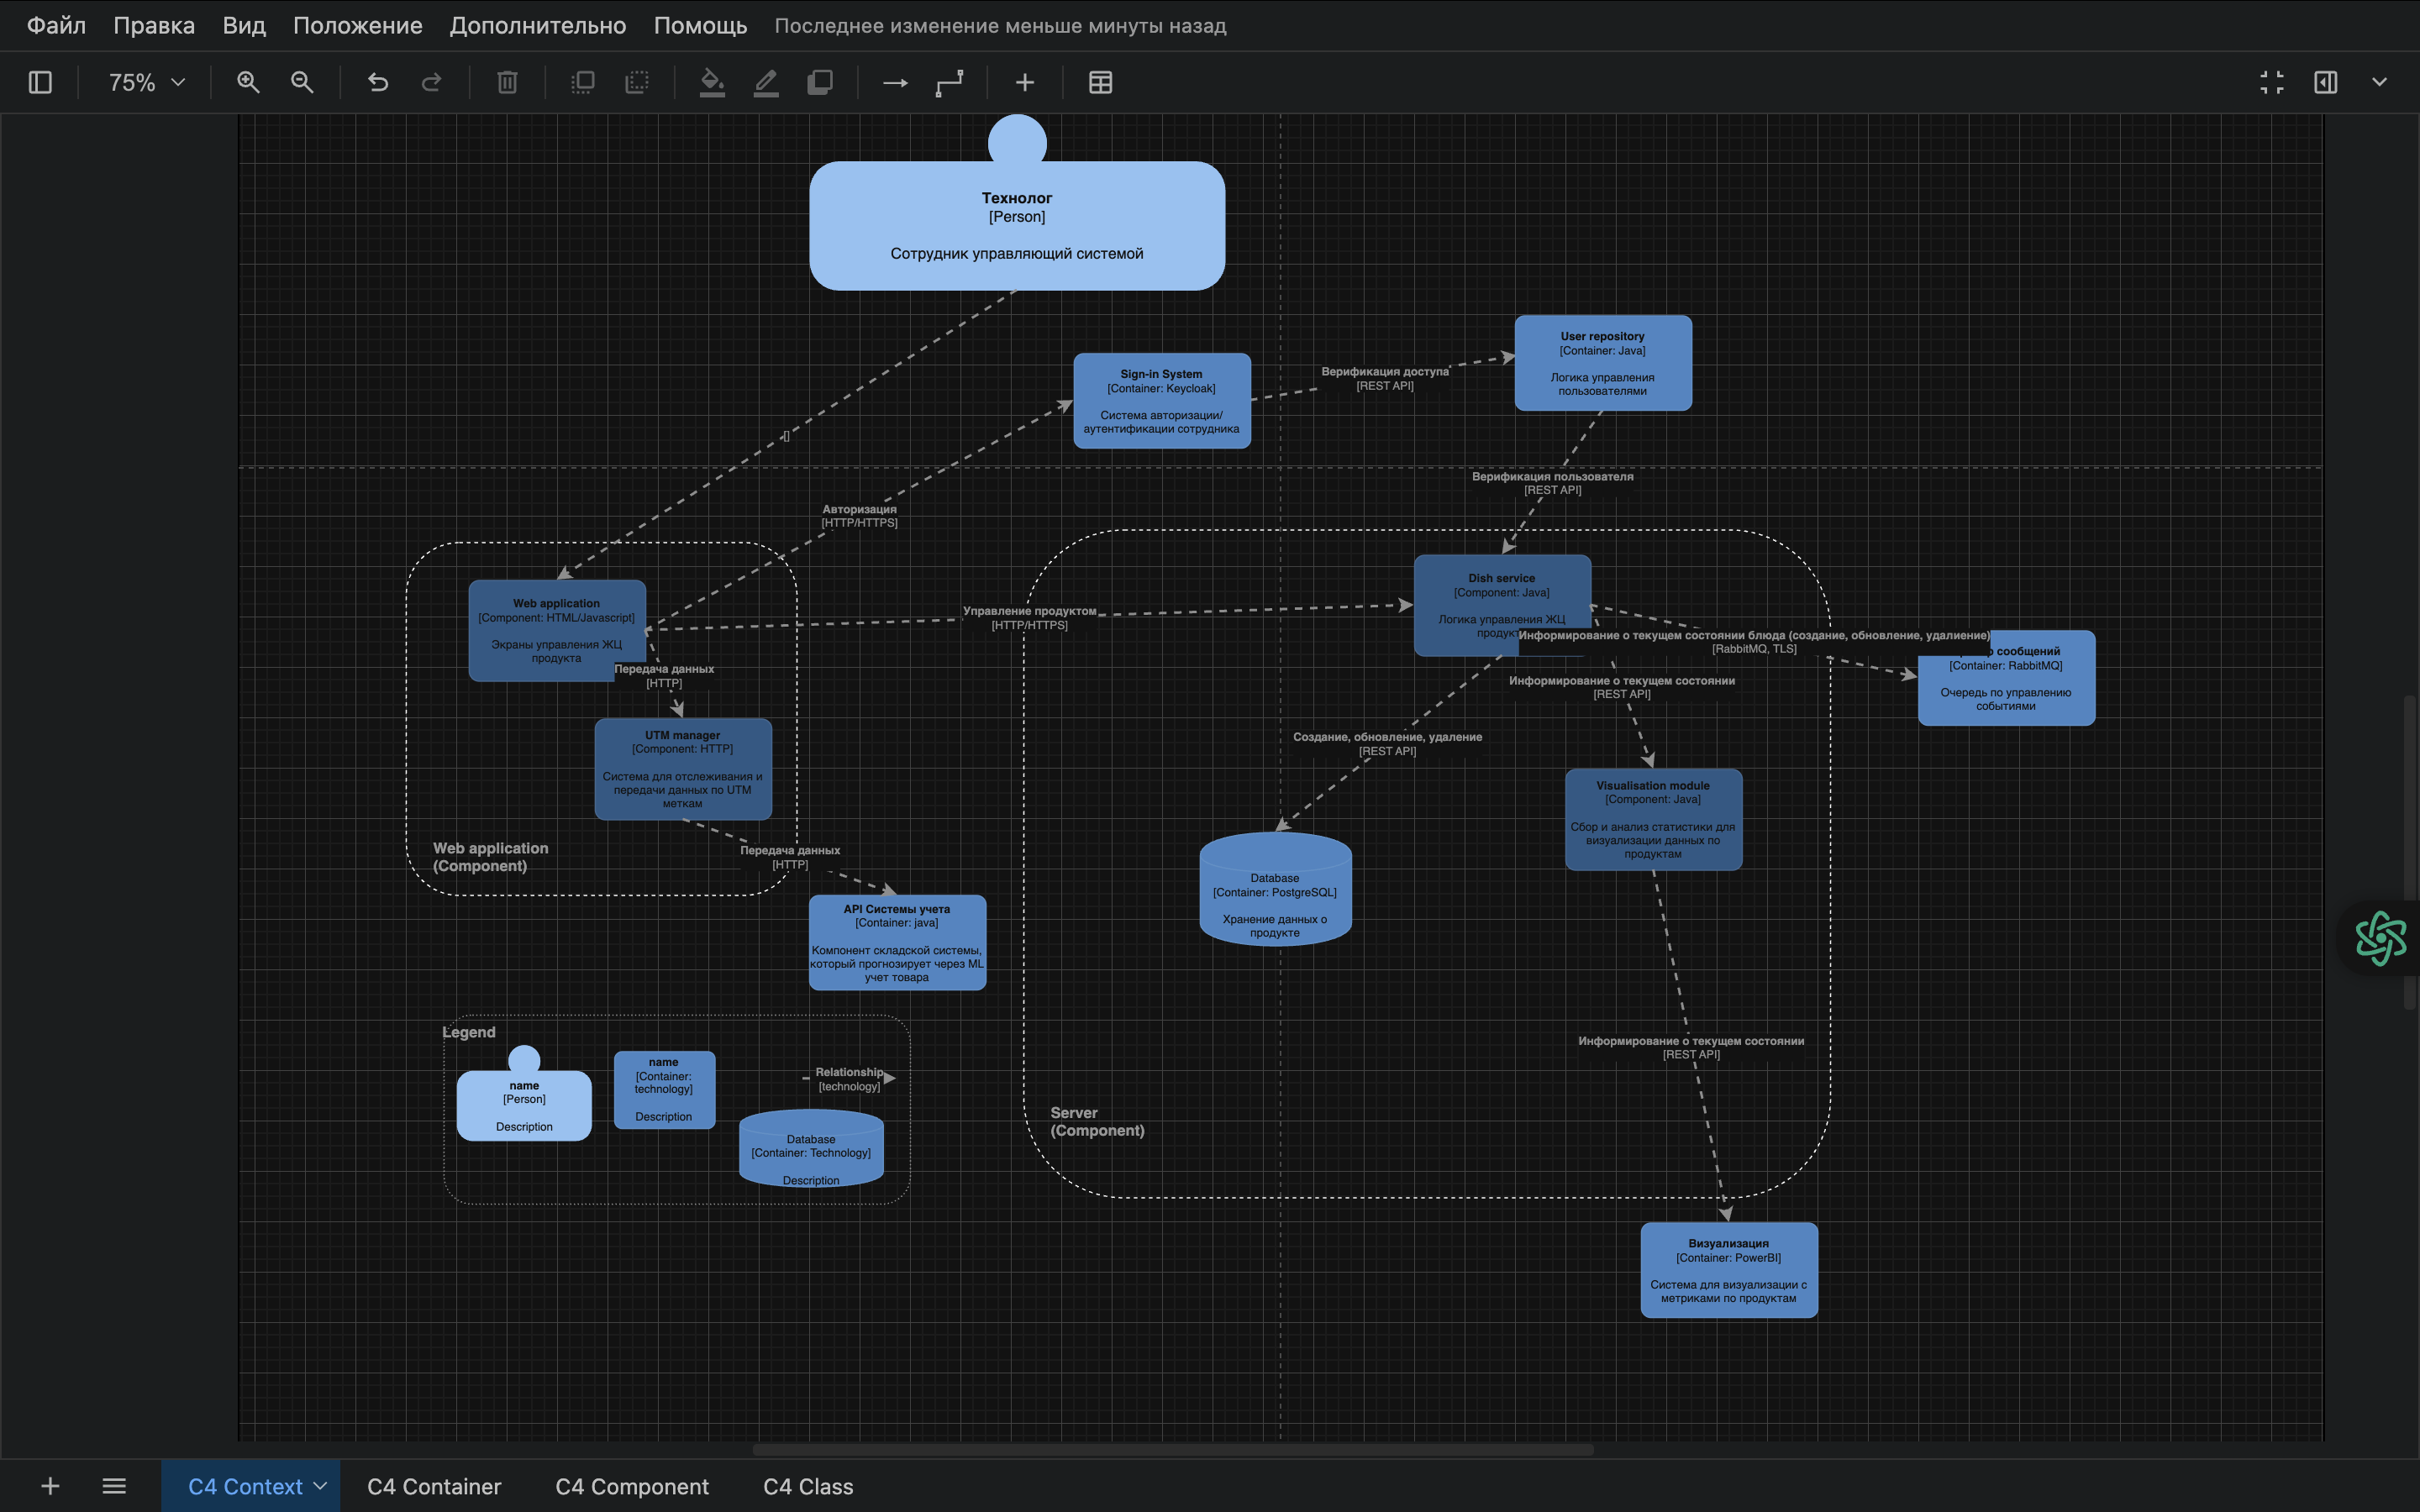 Файл Правка Вид Положение Дополнительно Помощь Последнее изменение меньше минуты назад
75%
Технолог
[Person]
Сотрудник управляющий системой
[]
Sign-in System
[Container: Keycloak]
Система авторизации/
аутентификации сотрудника
Верификация доступа
[REST API]
User repository
[Container: Java]
Логика управления
пользователями
Верификация пользователя
[REST API]
Авторизация
[HTTP/HTTPS]
Web application
[Component: HTML/Javascript]
Экраны управления ЖЦ
продукта
Передача данных
[HTTP]
UTM manager
[Component: HTTP]
Система для отслеживания и
передачи данных по UTM
меткам
Web application
(Component)
Передача данных
[HTTP]
API Системы учета
[Container: java]
Компонент складской системы,
который прогнозирует через ML
учет товара
Управление продуктом
[HTTP/HTTPS]
Dish service
[Component: Java]
Логика управления ЖЦ
Информирование о текущем состоянии блюда (создание, обновление, удалиение)
[RabbitMQ, TLS]
сообщений
[Container: RabbitMQ]
Очередь по управлению
событиями
Информирование о текущем состоянии
[REST API]
Создание, обновление, удаление
[REST API]
Visualisation module
[Component: Java]
Сбор и анализ статистики для
визуализации данных по
продуктам
Database
[Container: PostgreSQL]
Хранение данных о
продукте
Информирование о текущем состоянии
[REST API]
Server
(Component)
Визуализация
[Container: PowerBI]
Система для визуализации с
метриками по продуктам
Legend
name
[Person]
Description
name
[Container:
technology]
Description
Relationship
[technology]
Database
[Container: Technology]
Description
C4 Context C4 Container C4 Component C4 Class